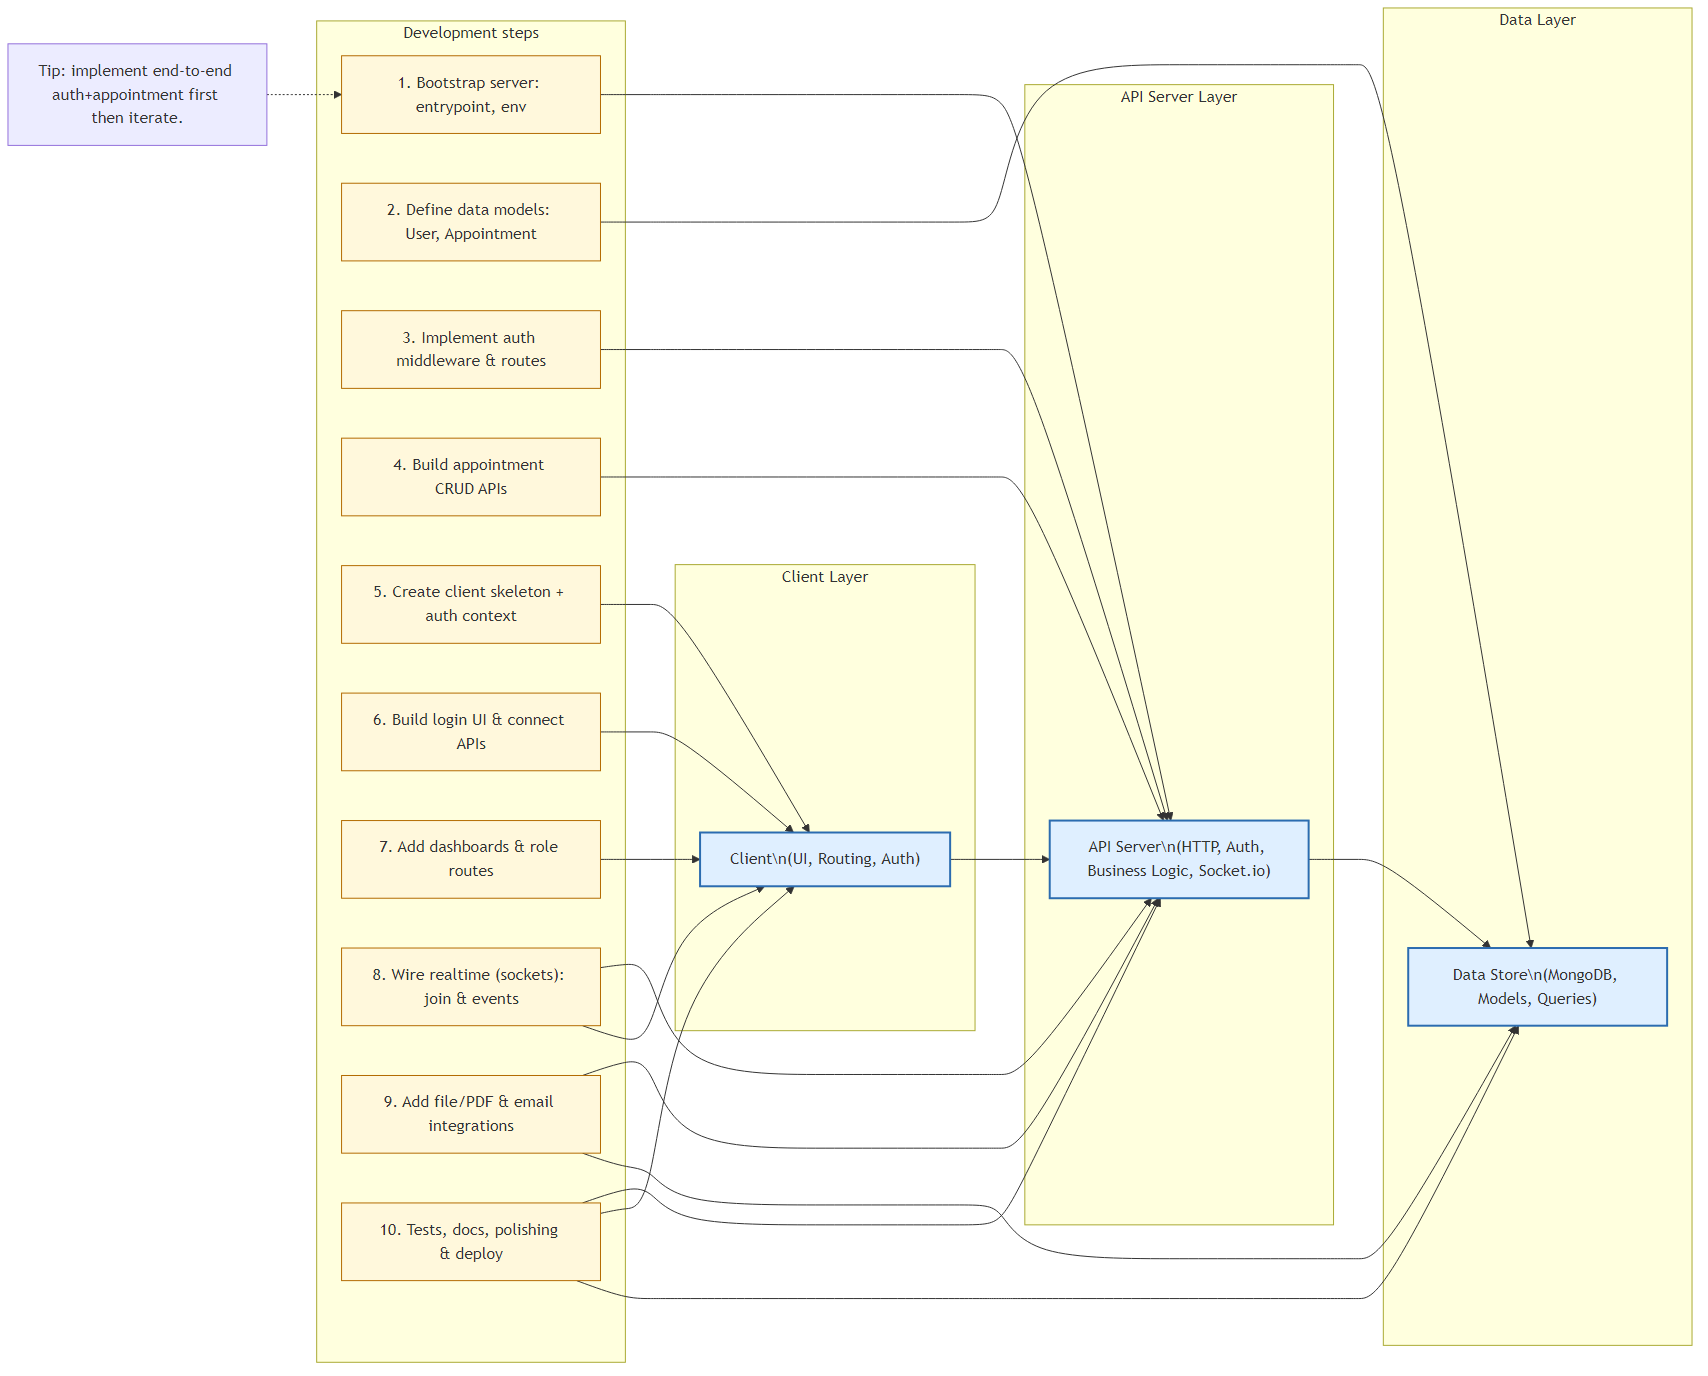 Tip: implement end-to-end
auth+appointment first
then iterate.
Development steps
1. Bootstrap server:
entrypoint, env
2. Define data models:
User, Appointment
3. Implement auth
middleware & routes
4. Build appointment
CRUD APIs
5. Create client skeleton +
auth context
6. Build login UI & connect
APIs
7. Add dashboards & role
routes
8. Wire realtime (sockets):
join & events
9. Add file/PDF & email
integrations
10. Tests, docs, polishing
& deploy
Client Layer
Client\n(UI, Routing, Auth)
API Server Layer
API Server\n(HTTP, Auth,
Business Logic, Socket.io)
Data Layer
Data Store\n(MongoDB,
Models, Queries)